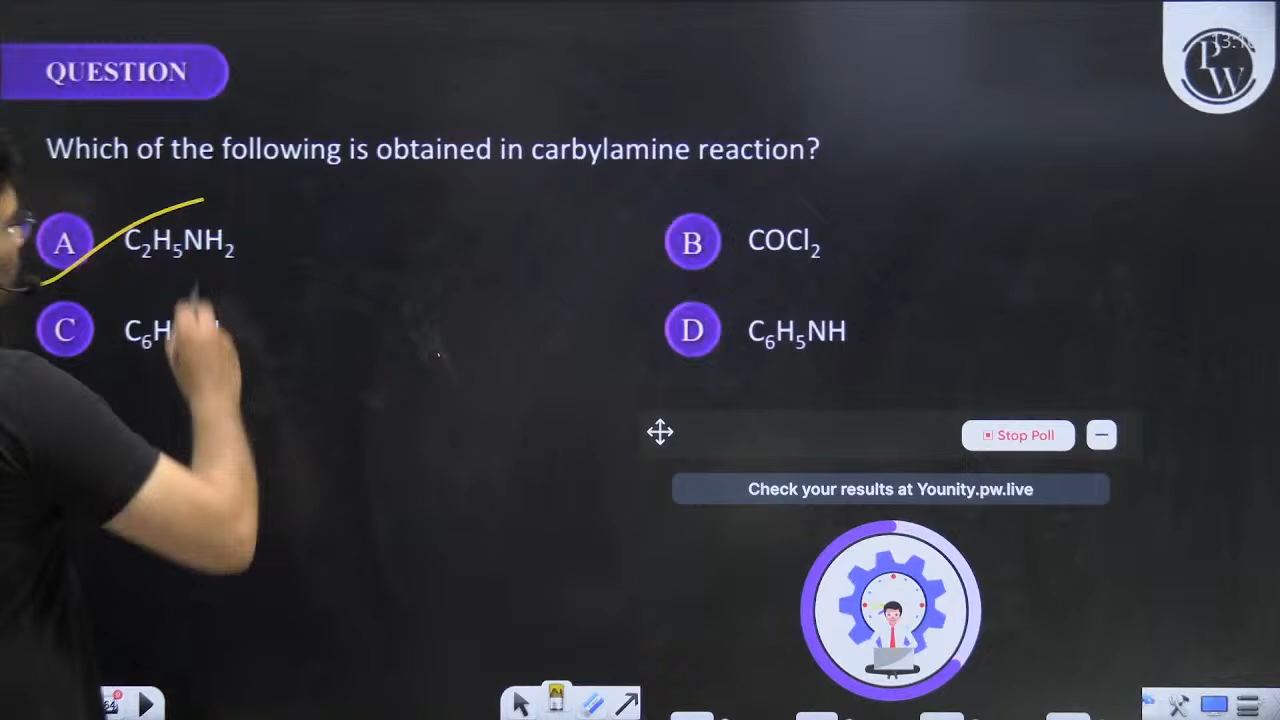 QUESTION
PW
Which of the following is obtained in carbylamine reaction?
A C₂H₅NH₂
B COCl₂
C
D C₆H₅NH
Stop Poll
Check your results at Younity.pw.live